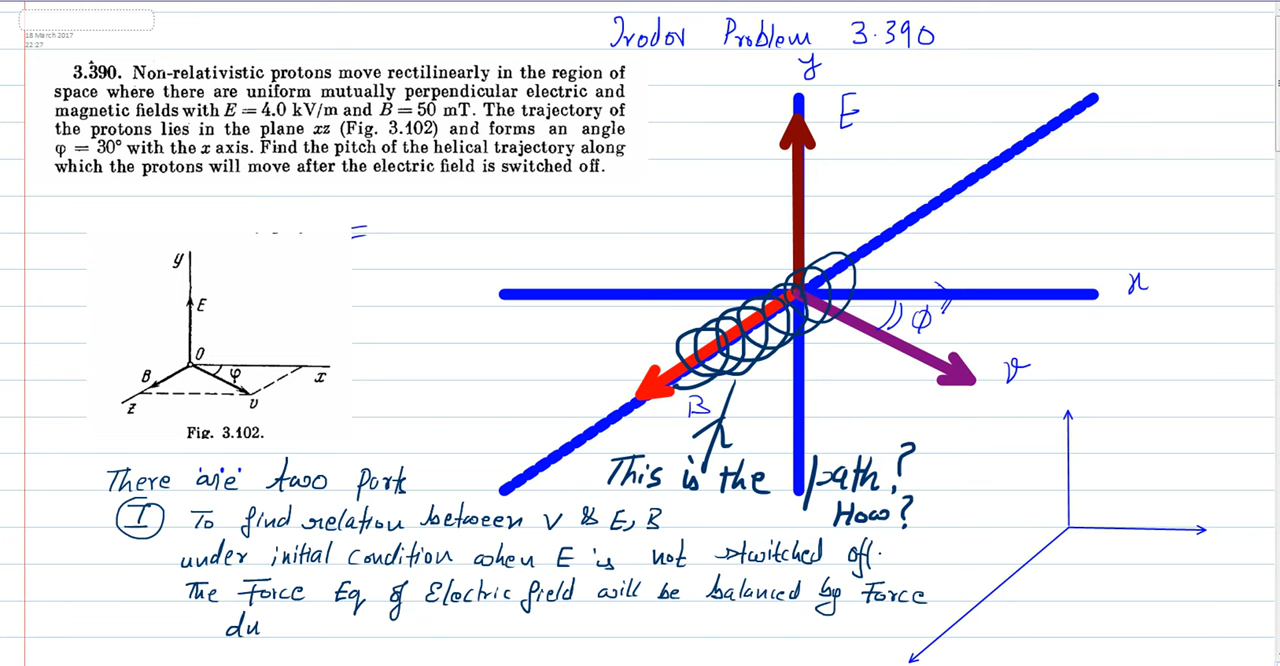 18 March 2017
22:27
Irodov Problem 3.390
3.390. Non-relativistic protons move rectilinearly in the region of
space where there are uniform mutually perpendicular electric and
magnetic fields with E = 4.0 kV/m and B = 50 mT. The trajectory of
the protons lies in the plane xz (Fig. 3.102) and forms an angle
φ = 30° with the x axis. Find the pitch of the helical trajectory along
which the protons will move after the electric field is switched off.
=
y
E
O
φ
B
x
z
v
Fig. 3.102.
y
E
x
φ
v
B
This is the path?
How?
There are two Part
I To find relation between V & E, B
under initial condition when E is not stwitched off.
The Force Eq of Electric field will be balanced by Force
du